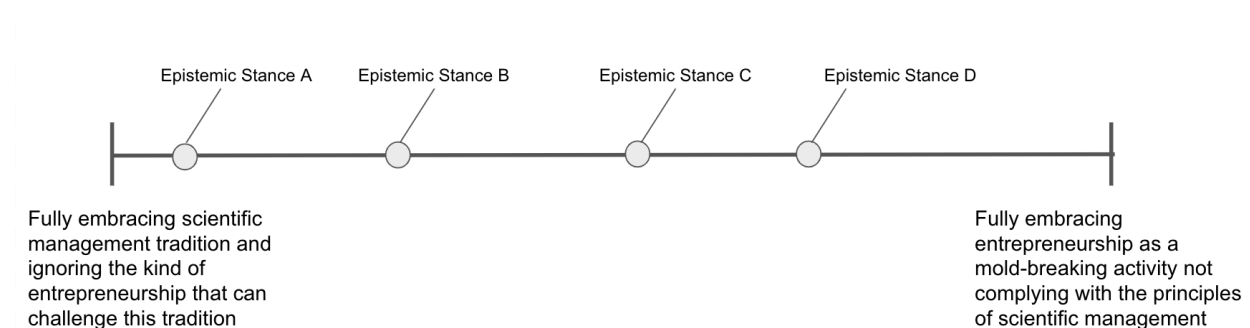 Epistemic Stance A
Epistemic Stance B
Epistemic Stance C
Epistemic Stance D
Fully embracing scientific
management tradition and
ignoring the kind of
entrepreneurship that can
challenge this tradition
Fully embracing
entrepreneurship as a
mold-breaking activity not
complying with the principles
of scientific management